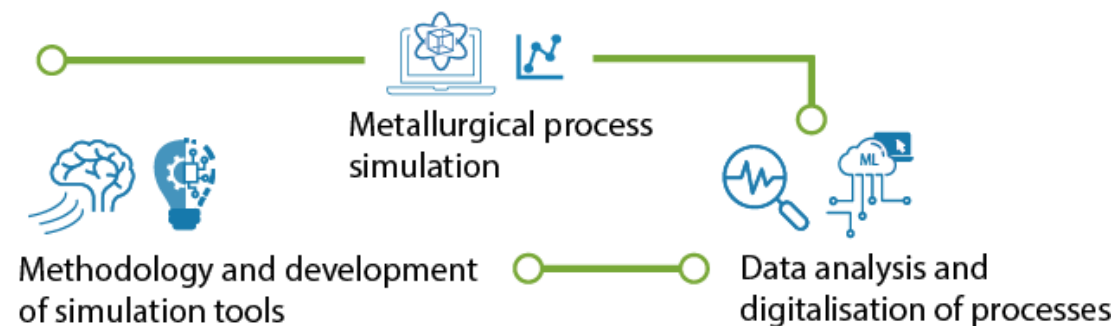 Metallurgical process
simulation
ML
Methodology and development
of simulation tools
Data analysis and
digitalisation of processes